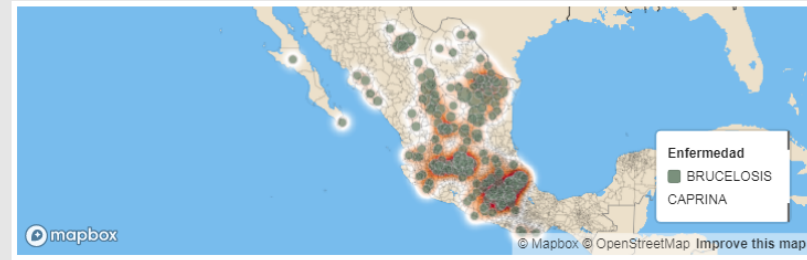 Enfermedad
BRUCELOSIS
CAPRINA
mapbox
© Mapbox © OpenStreetMap Improve this map